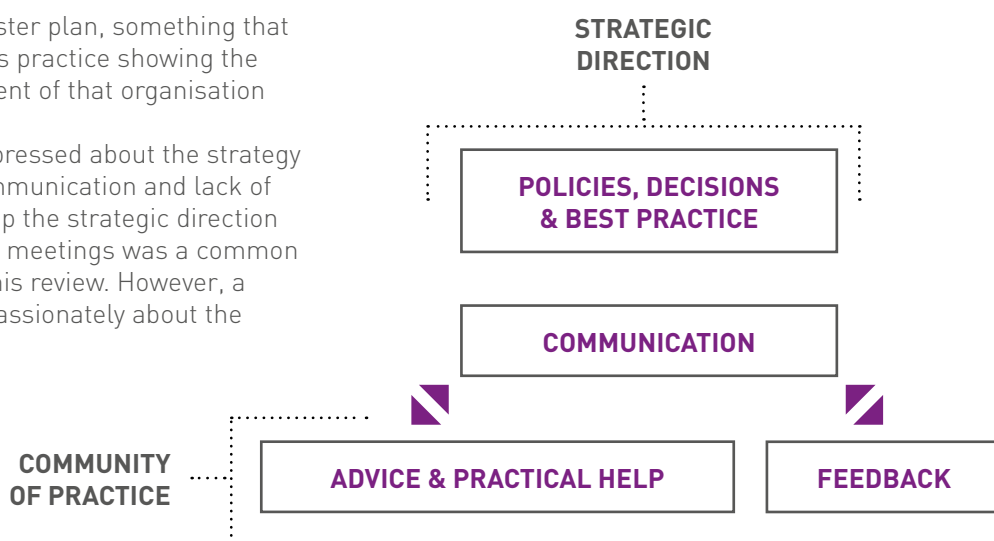 ster plan, something that
s practice showing the
ent of that organisation
pressed about the strategy
mmunication and lack of
p the strategic direction
meetings was a common
his review. However, a
assionately about the
STRATEGIC
DIRECTION
POLICIES, DECISIONS
& BEST PRACTICE
COMMUNICATION
COMMUNITY
OF PRACTICE
ADVICE & PRACTICAL HELP
FEEDBACK